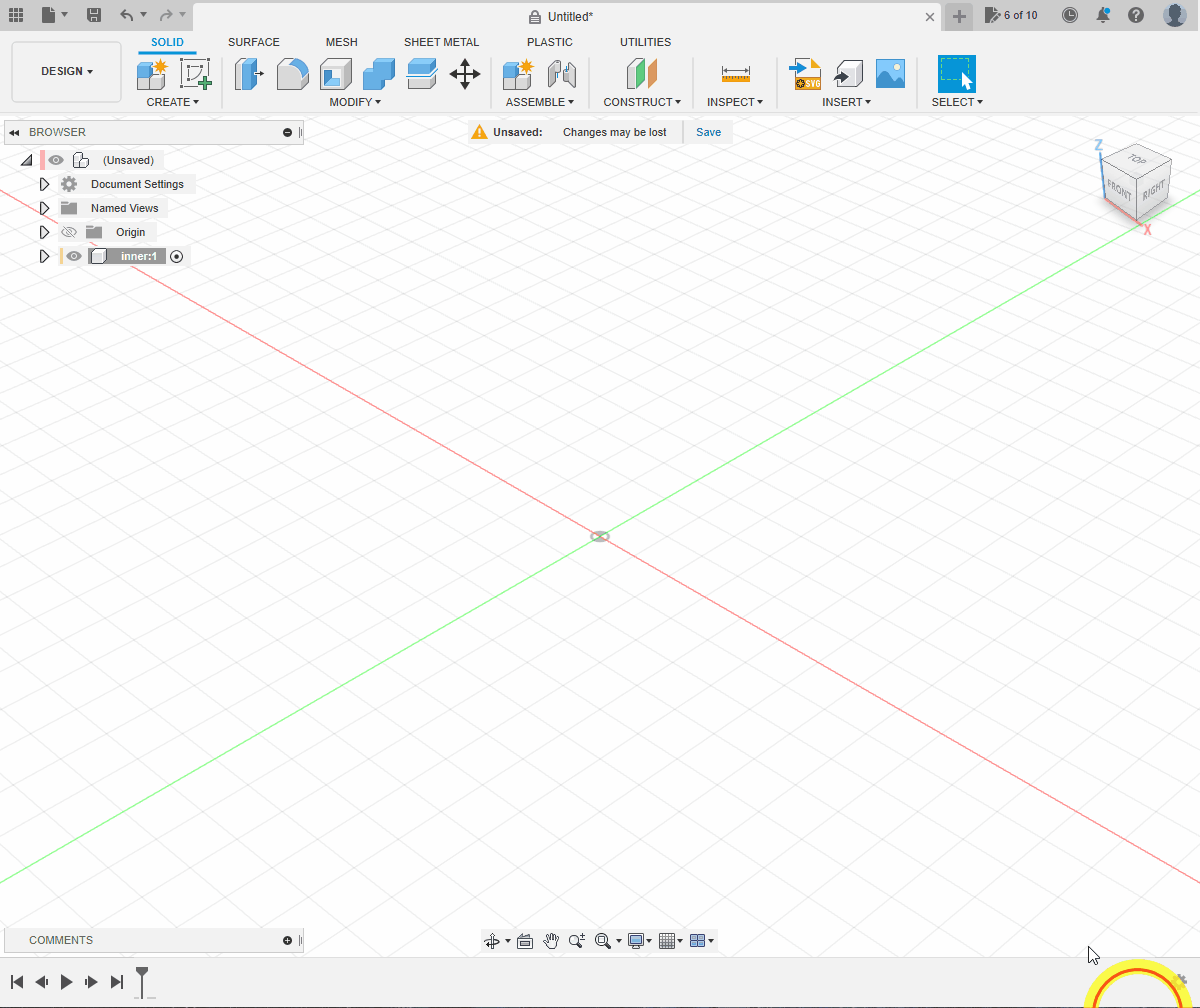 Untitled*
6 of 10
DESIGN
SOLID SURFACE MESH SHEET METAL PLASTIC UTILITIES
CREATE MODIFY ASSEMBLE CONSTRUCT INSPECT INSERT SELECT
SVG
BROWSER
Unsaved: Changes may be lost Save
(Unsaved)
Document Settings
Named Views
Origin
inner:1
Z
TOP
FRONT RIGHT
X
COMMENTS